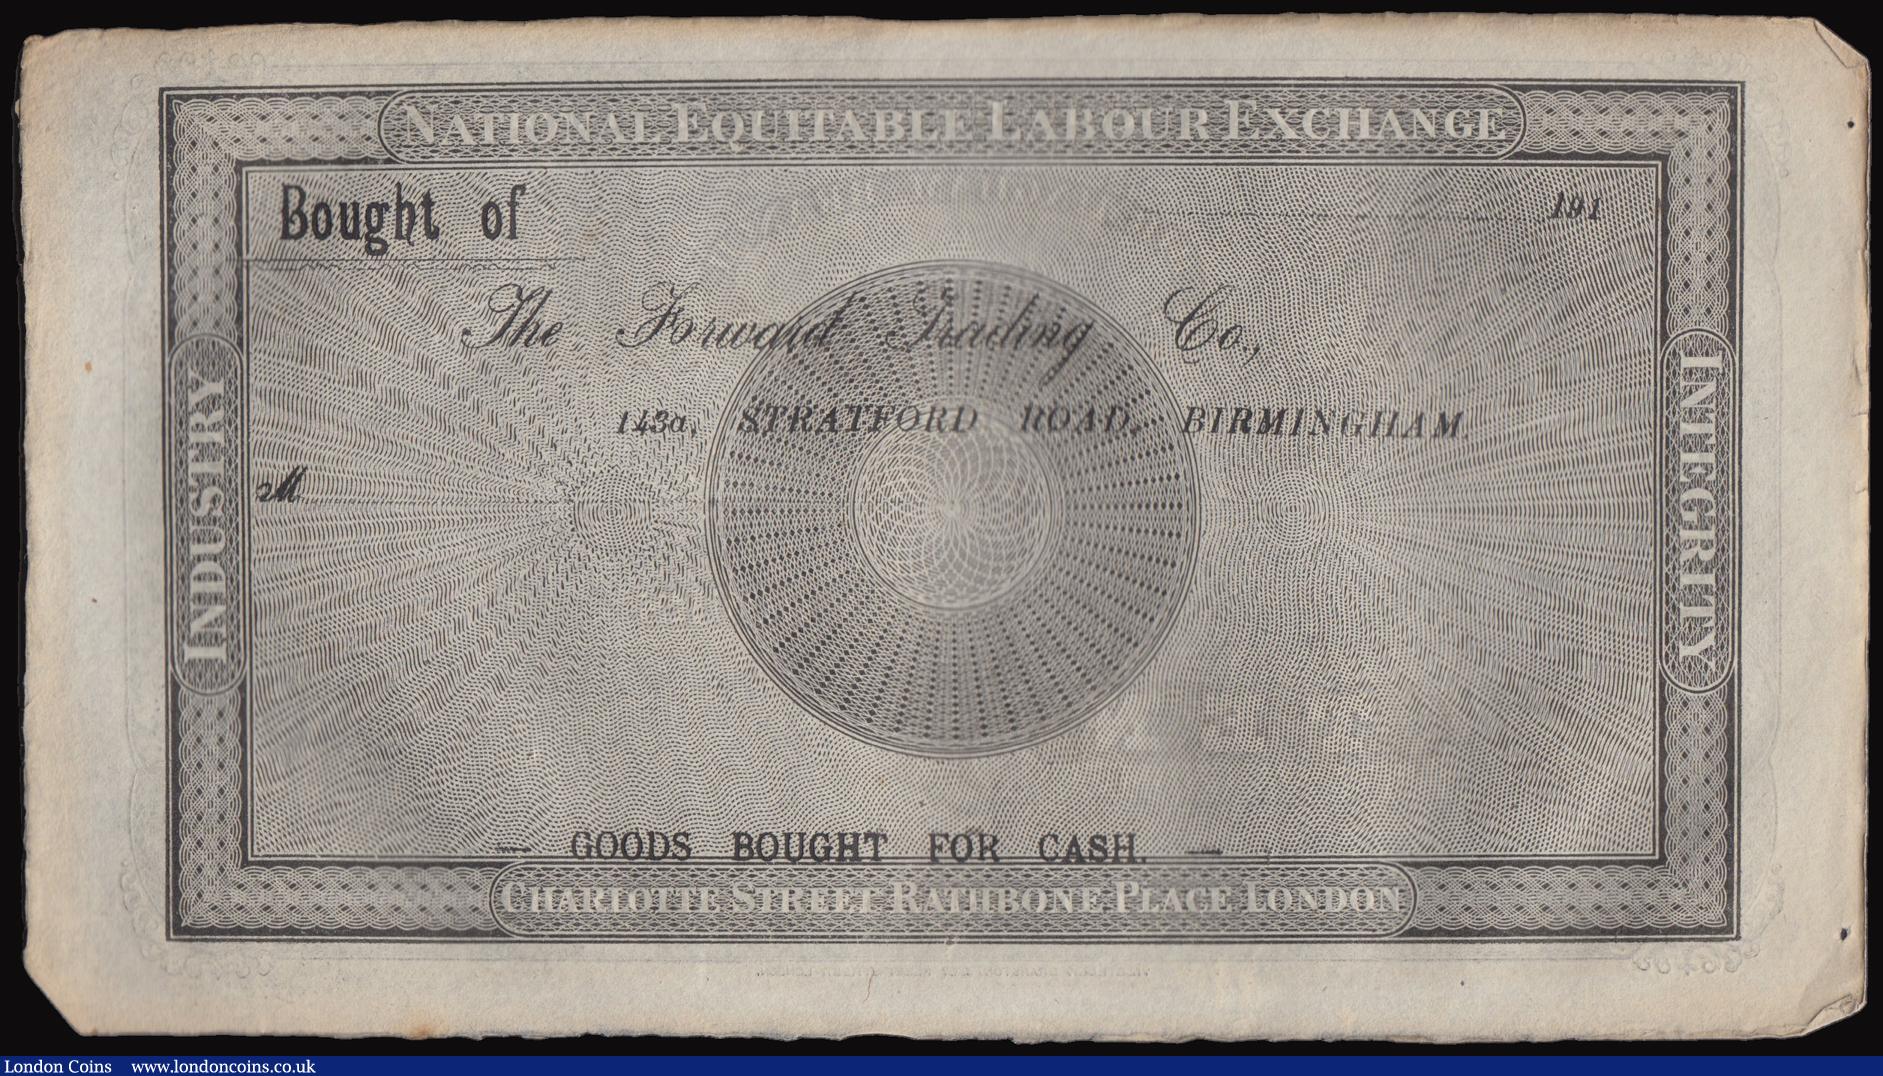 NATIONAL EQUITABLE LABOUR EXCHANGE
Bought of
191
The Forward Trading Co.,
143a, STRATFORD ROAD, BIRMINGHAM.
M
INDUSTRY
INTEGRITY
— GOODS BOUGHT FOR CASH. —
CHARLOTTE STREET RATHBONE PLACE LONDON
London Coins www.londoncoins.co.uk